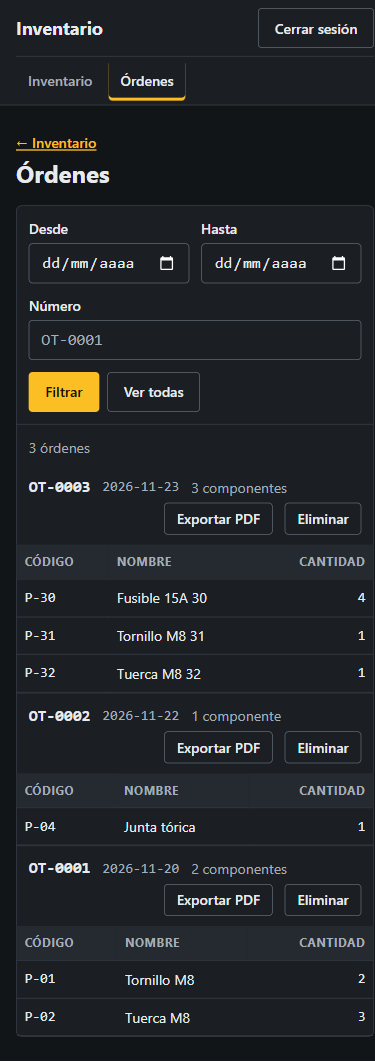 Inventario
Cerrar sesión
Inventario
Órdenes
← Inventario
Órdenes
Desde
Hasta
dd/mm/aaaa
dd/mm/aaaa
Número
OT-0001
Filtrar
Ver todas
3 órdenes
OT-0003 2026-11-23 3 componentes
Exportar PDF
Eliminar
CÓDIGO NOMBRE CANTIDAD
P-30 Fusible 15A 30 4
P-31 Tornillo M8 31 1
P-32 Tuerca M8 32 1
OT-0002 2026-11-22 1 componente
Exportar PDF
Eliminar
CÓDIGO NOMBRE CANTIDAD
P-04 Junta tórica 1
OT-0001 2026-11-20 2 componentes
Exportar PDF
Eliminar
CÓDIGO NOMBRE CANTIDAD
P-01 Tornillo M8 2
P-02 Tuerca M8 3